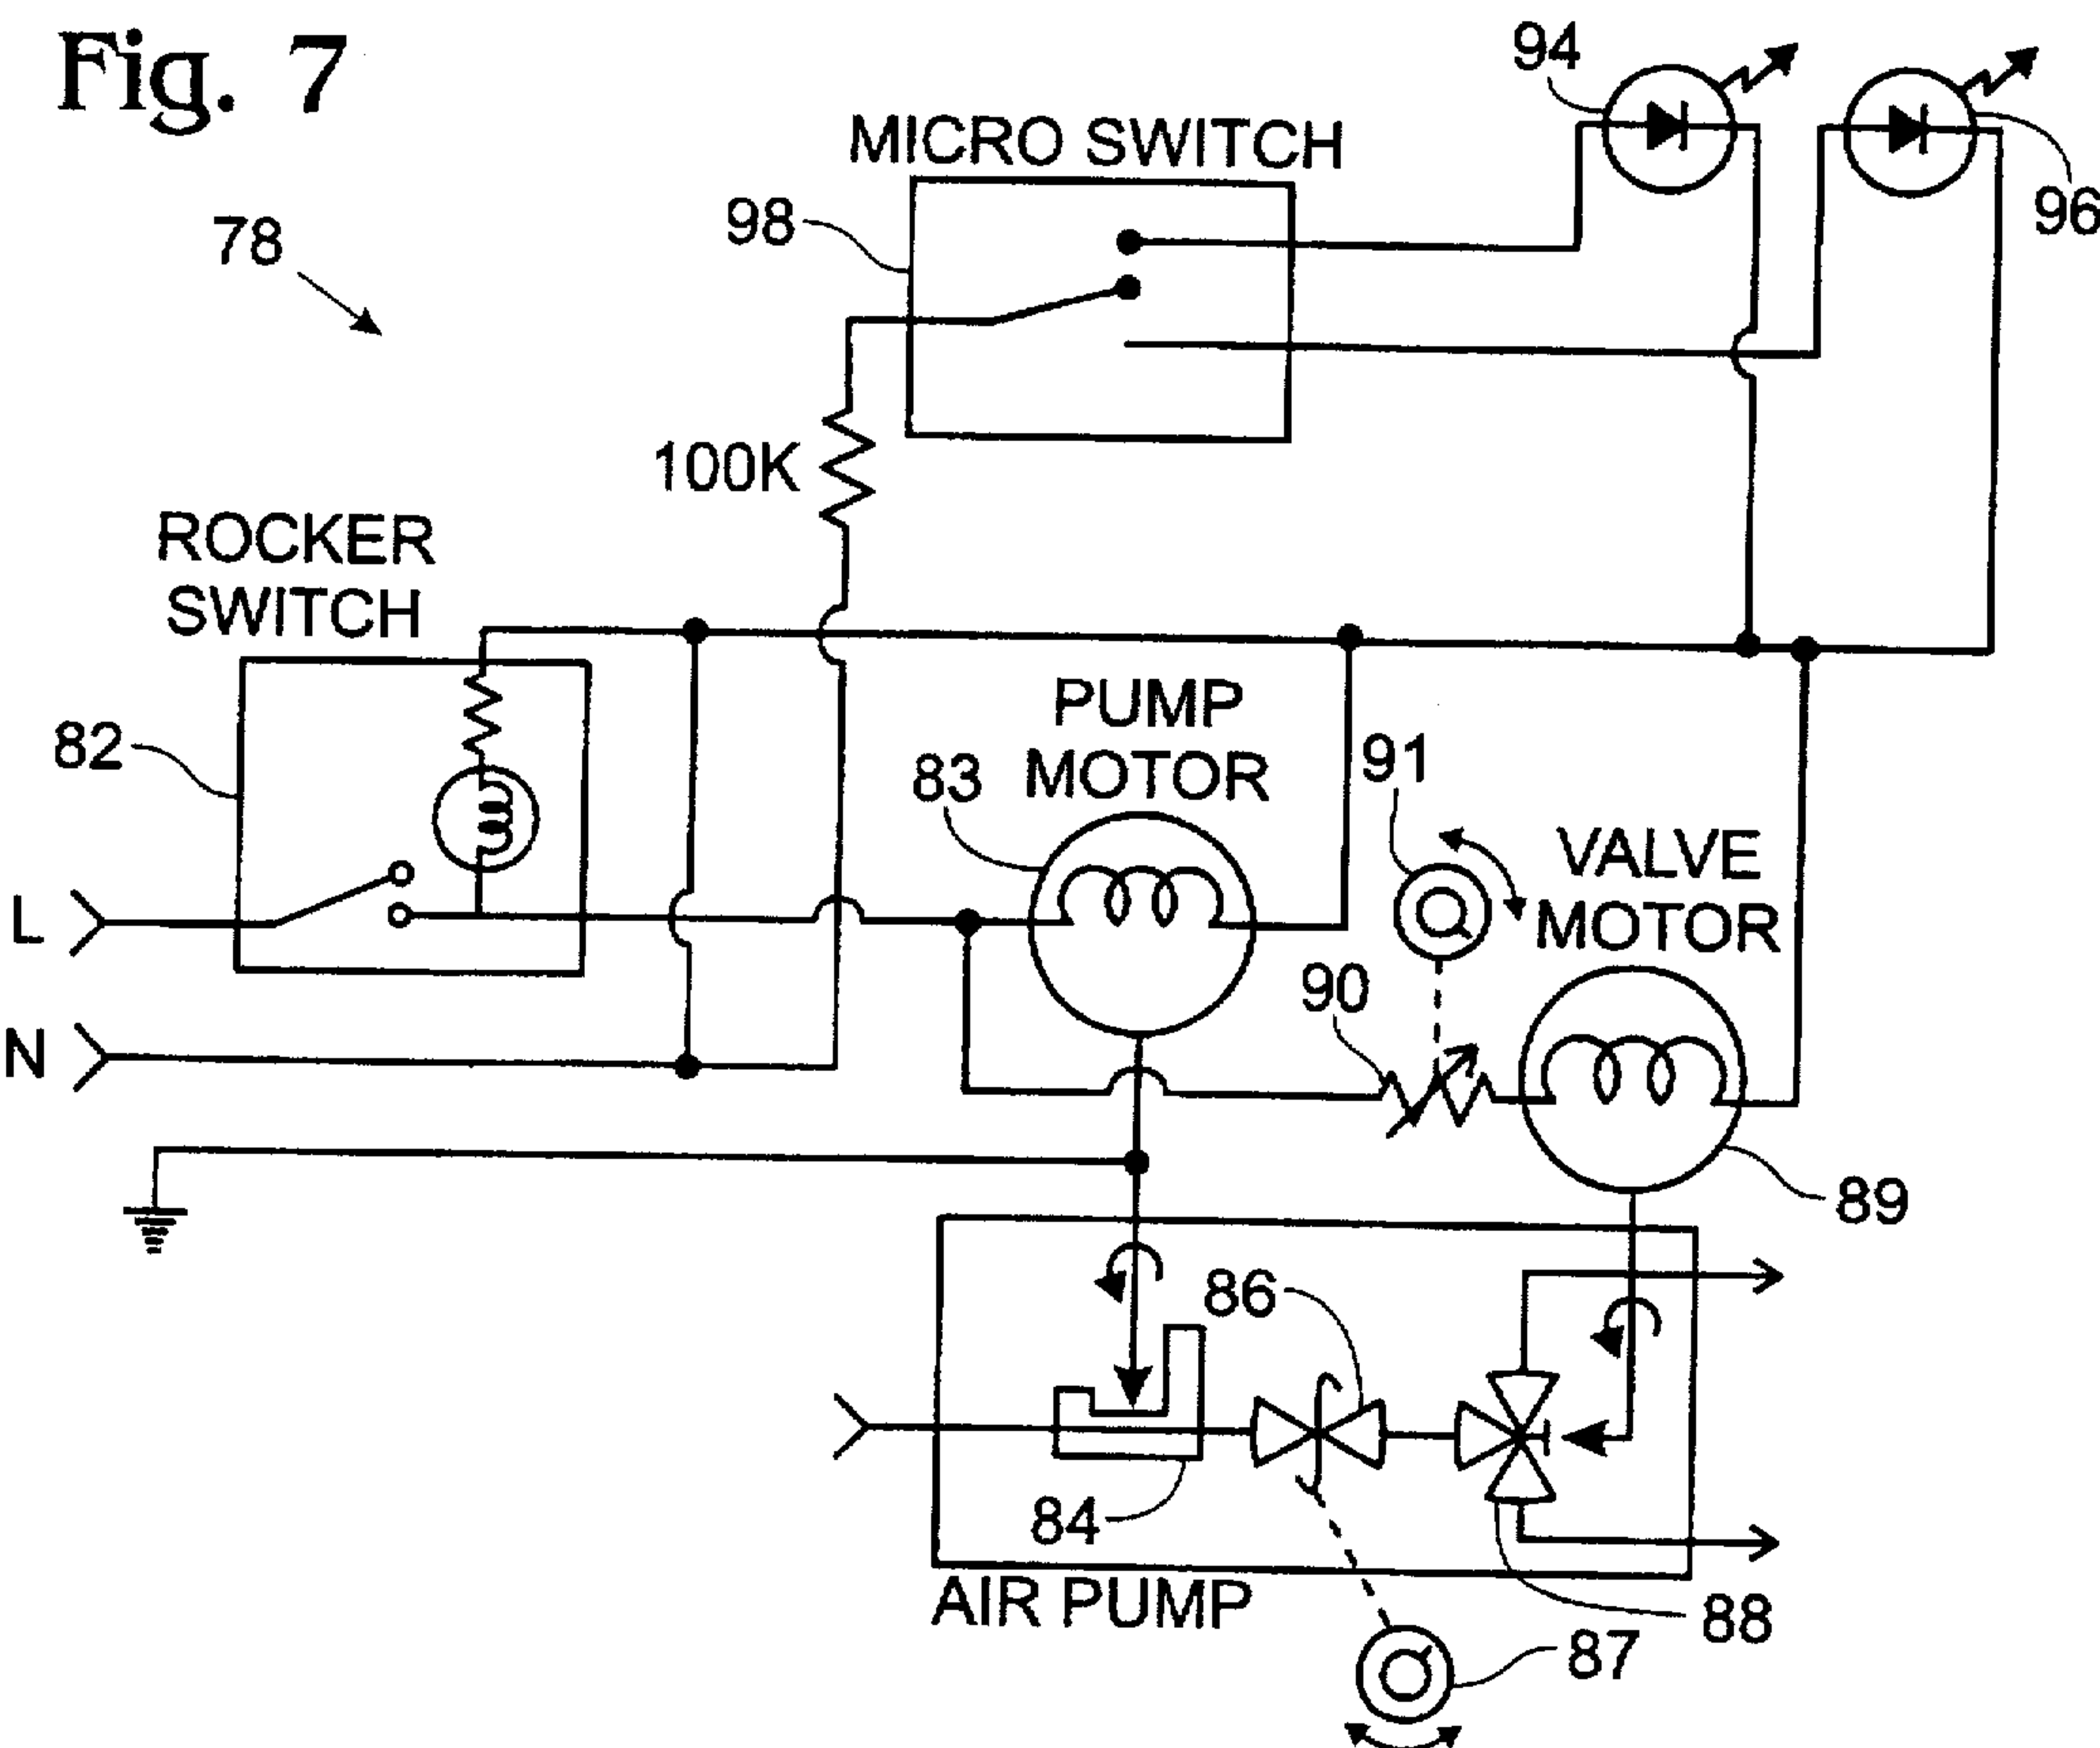 Fig. 7
94
MICRO SWITCH
98
96
78
100K
ROCKER
SWITCH
PUMP
MOTOR
82
83
91
VALVE
MOTOR
L
90
N
89
86
84
AIR PUMP
88
87